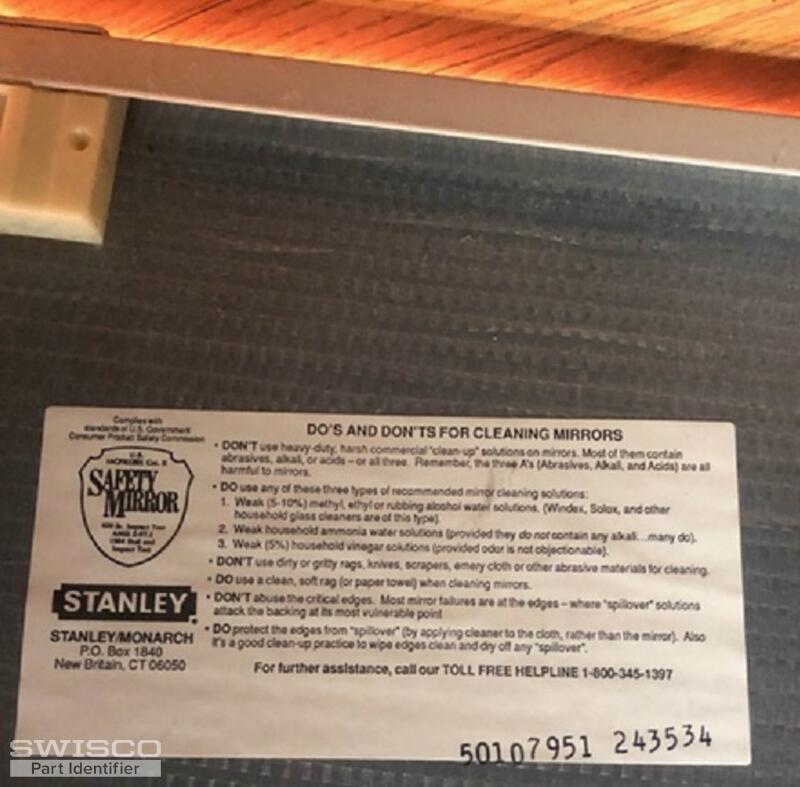 Complies with
standards of U.S. Government
Consumer Product Safety Commission
U.S.
SAFETY
MIRROR
Impact Test
Impact Test
STANLEY
STANLEY/MONARCH
P.O. Box 1840
New Britain, CT 06050
DO'S AND DON'TS FOR CLEANING MIRRORS
• DON'T use heavy-duty, harsh commercial "clean-up" solutions on mirrors. Most of them contain
abrasives, alkali, or acids – or all three. Remember, the three A's (Abrasives, Alkali, and Acids) are all
harmful to mirrors.
• DO use any of these three types of recommended mirror cleaning solutions:
1. Weak (5-10%) methyl, ethyl or rubbing alcohol water solutions. (Windex, Solox, and other
household glass cleaners are of this type).
2. Weak household ammonia water solutions (provided they do not contain any alkali...many do).
3. Weak (5%) household vinegar solutions (provided odor is not objectionable).
• DON'T use dirty or gritty rags, knives, scrapers, emery cloth or other abrasive materials for cleaning.
• DO use a clean, soft rag (or paper towel) when cleaning mirrors.
• DON'T abuse the critical edges. Most mirror failures are at the edges – where "spillover" solutions
attack the backing at its most vulnerable point
• DO protect the edges from "spillover" (by applying cleaner to the cloth, rather than the mirror). Also
it's a good clean-up practice to wipe edges clean and dry off any "spillover".
For further assistance, call our TOLL FREE HELPLINE 1-800-345-1397
50107951 243534
SWISCO
Part Identifier